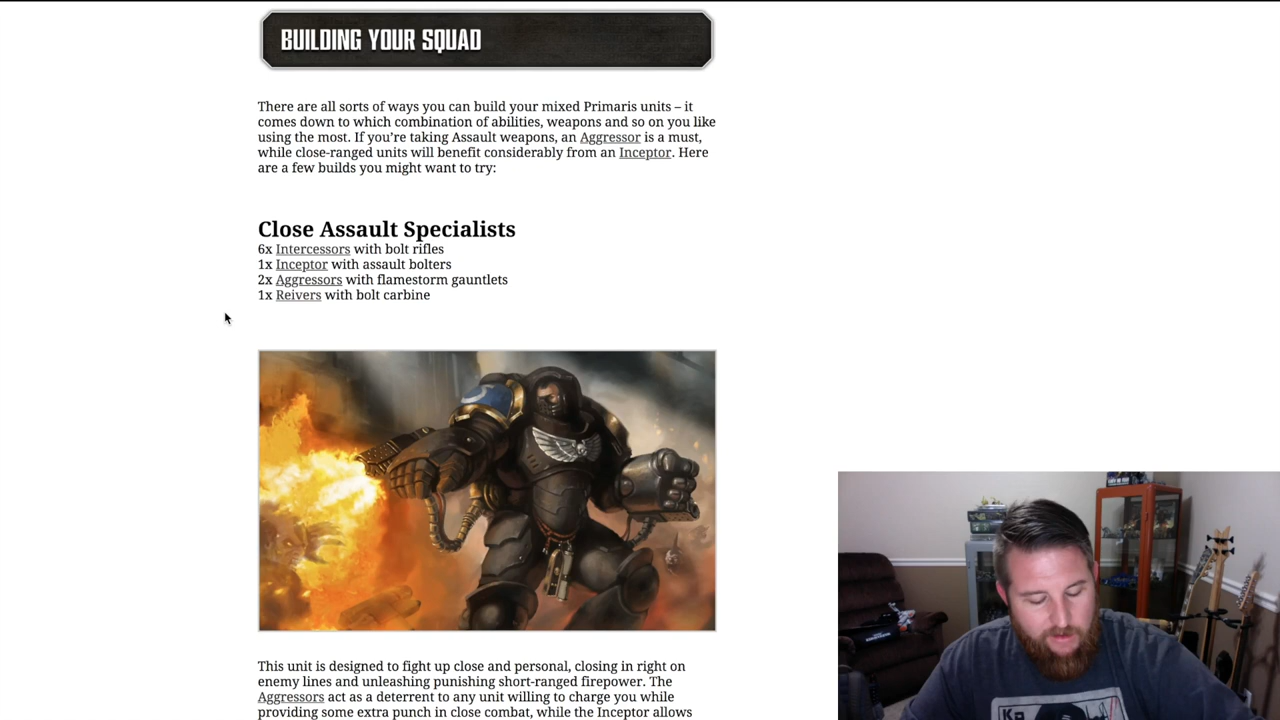 BUILDING YOUR SQUAD
There are all sorts of ways you can build your mixed Primaris units – it
comes down to which combination of abilities, weapons and so on you like
using the most. If you’re taking Assault weapons, an Aggressor is a must,
while close-ranged units will benefit considerably from an Inceptor. Here
are a few builds you might want to try:
Close Assault Specialists
6x Intercessors with bolt rifles
1x Inceptor with assault bolters
2x Aggressors with flamestorm gauntlets
1x Reivers with bolt carbine
This unit is designed to fight up close and personal, closing in right on
enemy lines and unleashing punishing short-ranged firepower. The
Aggressors act as a deterrent to any unit willing to charge you while
providing some extra punch in close combat, while the Inceptor allows